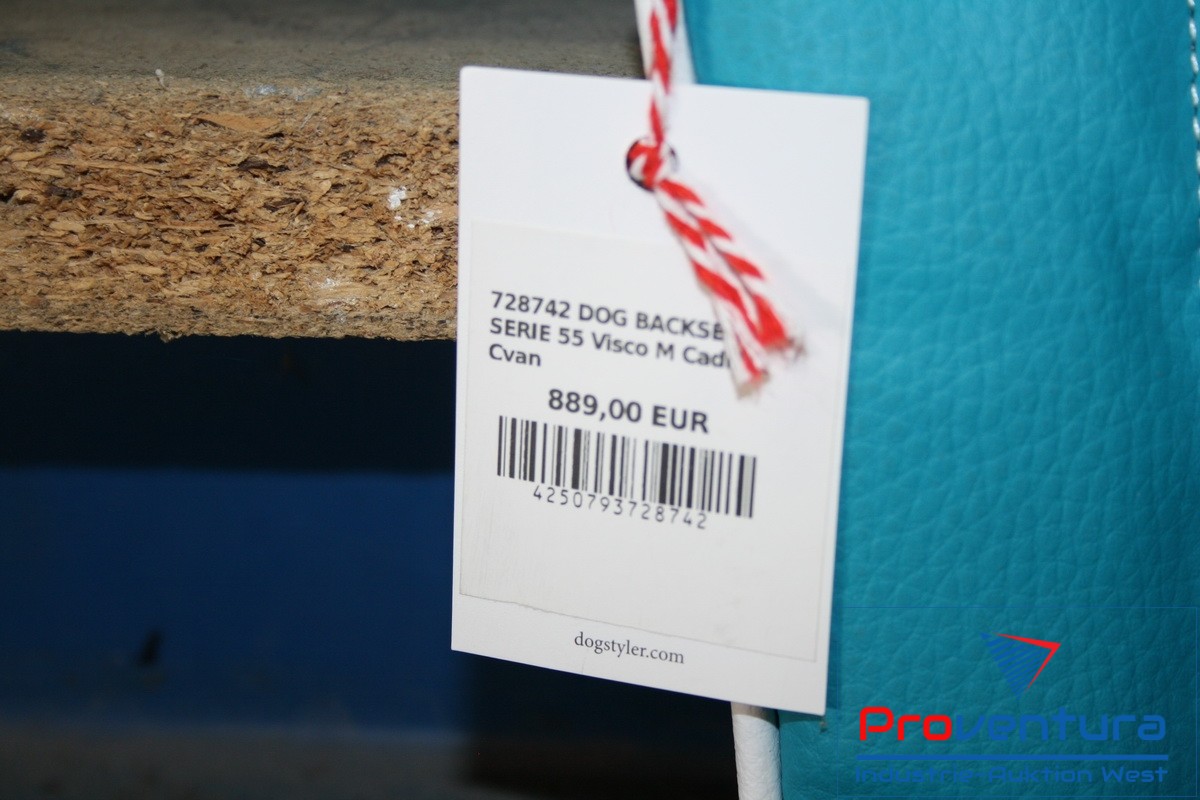 728742 DOG BACKSE
SERIE 55 Visco M Cad
Cyan
889,00 EUR
4250793728742
dogstyler.com
Proventura
Industrie-Auktion West